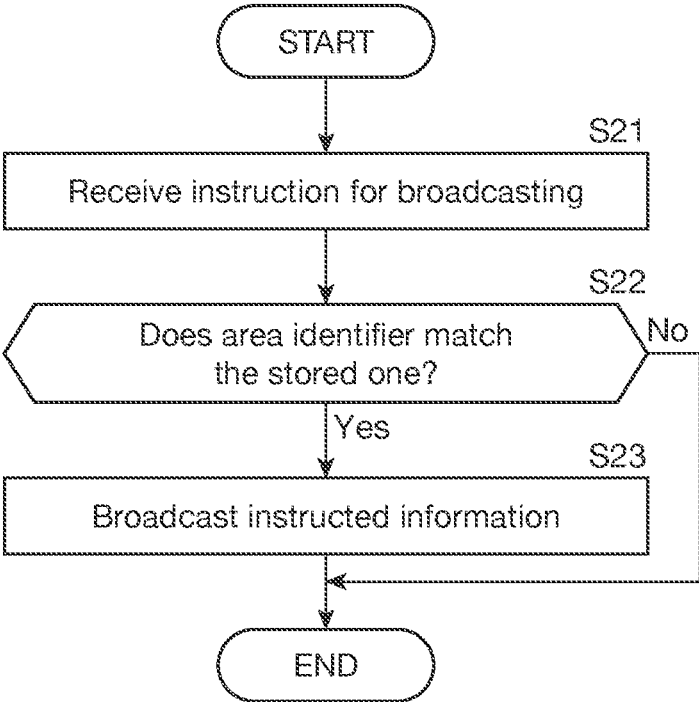 START
S21
Receive instruction for broadcasting
S22
Does area identifier match
the stored one?
No
Yes
S23
Broadcast instructed information
END